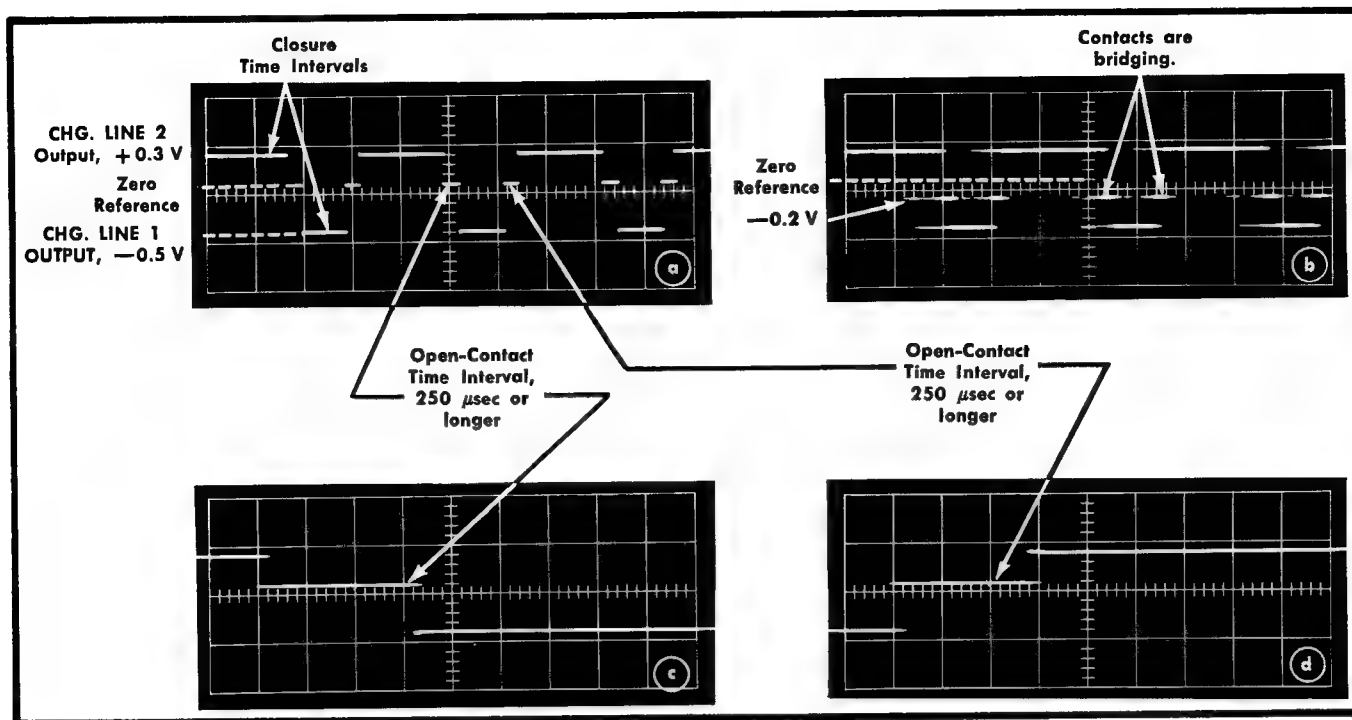 Closure
Time Intervals
CHG. LINE 2
Output, +0.3 V
Zero
Reference
CHG. LINE 1
OUTPUT, —0.5 V
a
Contacts are
bridging.
Zero
Reference
—0.2 V
b
Open-Contact
Time Interval,
250 μsec or
longer
Open-Contact
Time Interval,
250 μsec or
longer
c
d